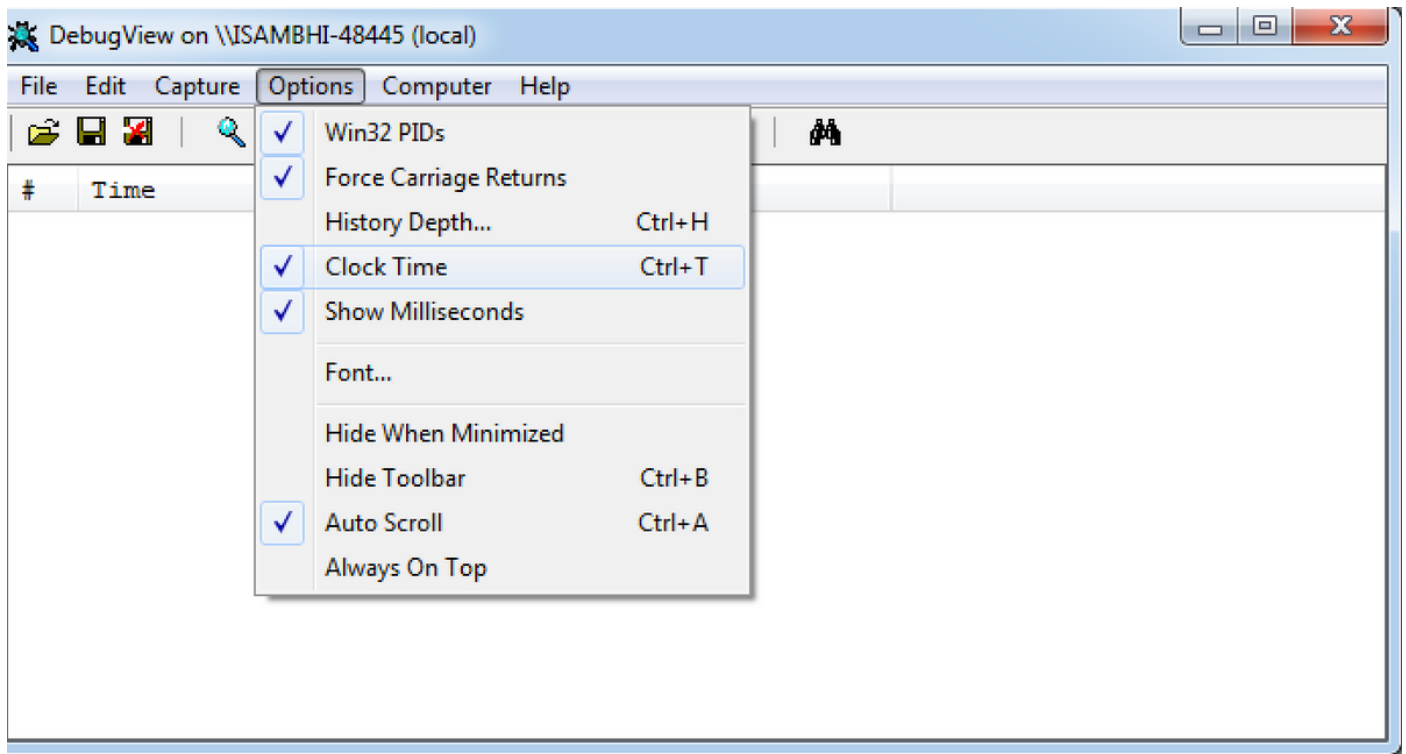 DebugView on \\ISAMBHI-48445 (local)
File Edit Capture Options Computer Help
# Time
Win32 PIDs
Force Carriage Returns
History Depth... Ctrl+H
Clock Time Ctrl+T
Show Milliseconds
Font...
Hide When Minimized
Hide Toolbar Ctrl+B
Auto Scroll Ctrl+A
Always On Top